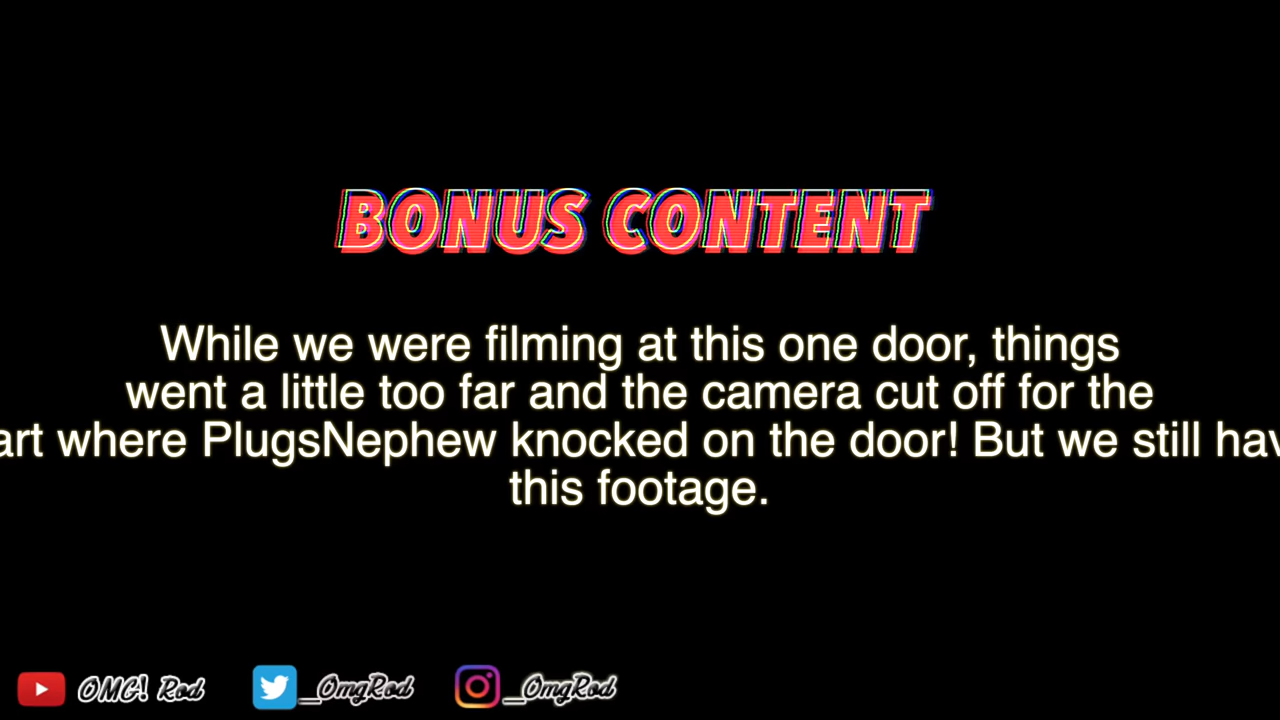 BONUS CONTENT
While we were filming at this one door, things
went a little too far and the camera cut off for the
art where PlugsNephew knocked on the door! But we still hav
this footage.
OMG! Rod _OmgRod _OmgRod